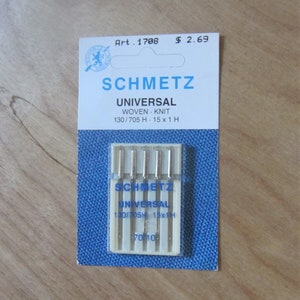 Art. 1708 $ 2.69
SCHMETZ
UNIVERSAL
WOVEN · KNIT
130/705 H · 15 x 1 H
SCHMETZ
UNIVERSAL
130/705H · 15x1H
70/10